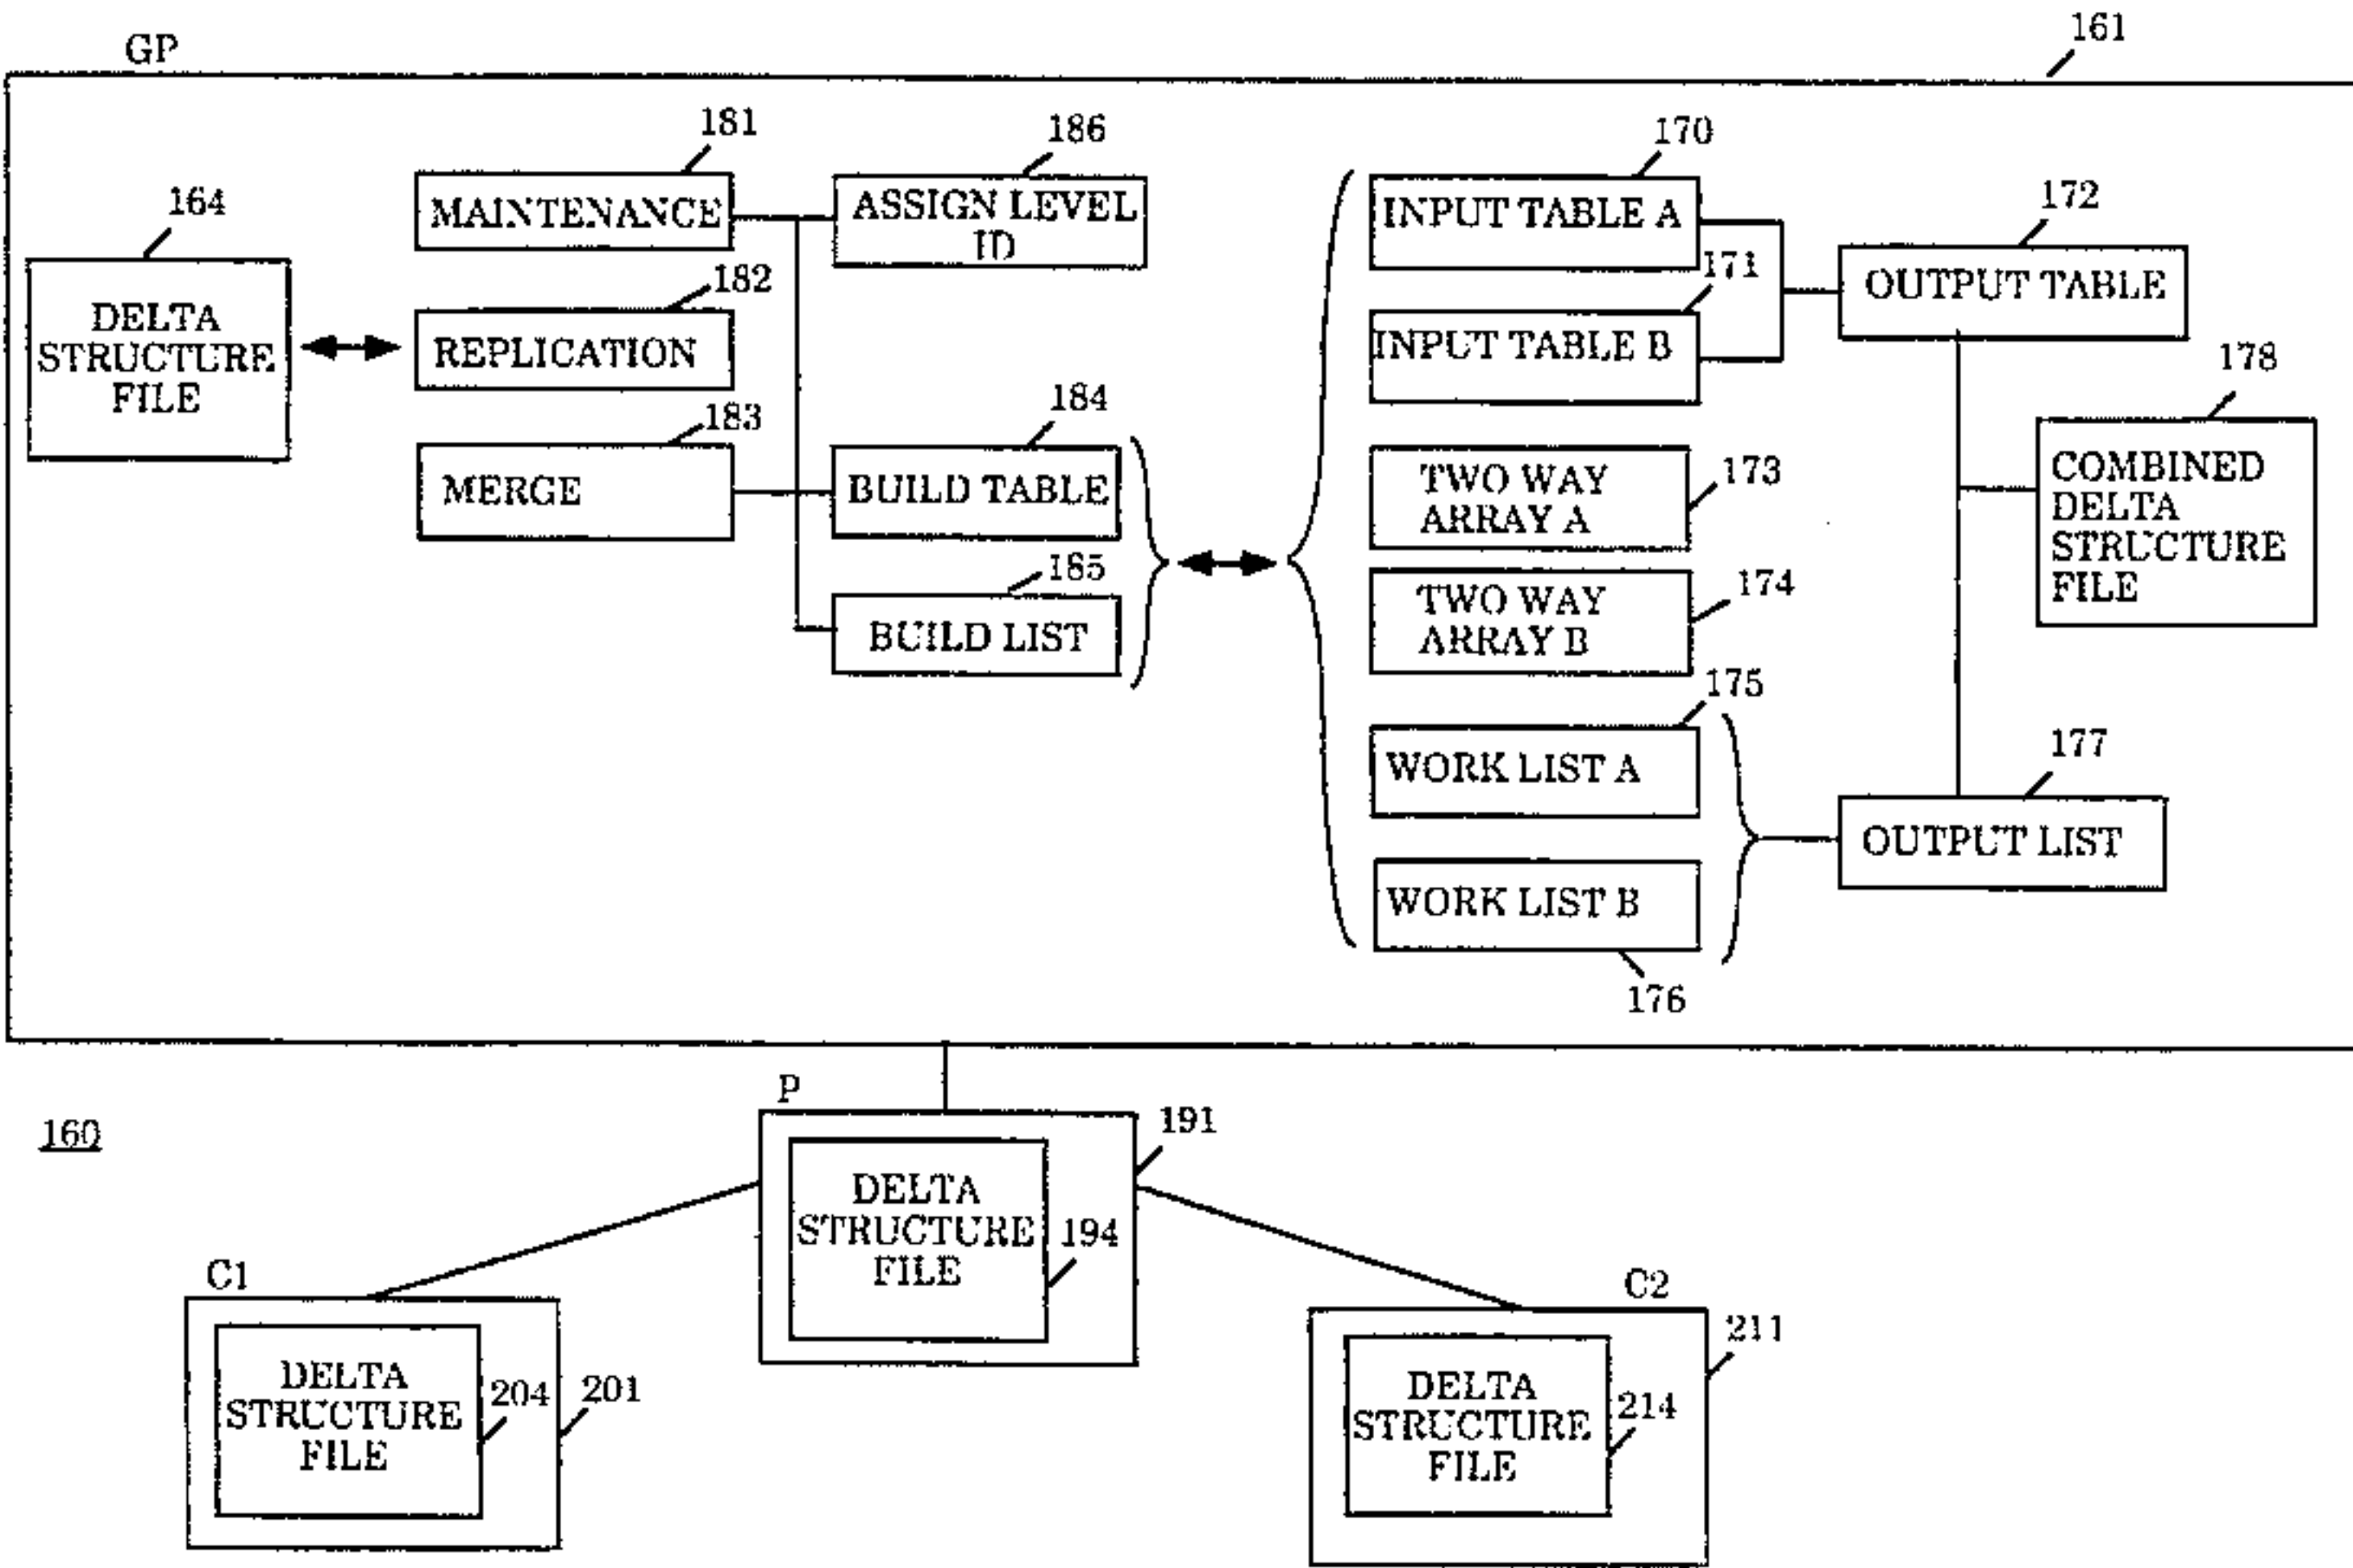 GP
161
181
186
170
164
MAINTENANCE
ASSIGN LEVEL
ID
INPUT TABLE A
172
182
171
DELTA
STRUCTURE
FILE
REPLICATION
INPUT TABLE B
OUTPUT TABLE
183
184
178
MERGE
BUILD TABLE
TWO WAY
ARRAY A
173
COMBINED
DELTA
STRUCTURE
FILE
185
BUILD LIST
TWO WAY
ARRAY B
174
175
WORK LIST A
177
OUTPUT LIST
WORK LIST B
176
P
191
160
DELTA
STRUCTURE
FILE
194
C1
C2
211
DELTA
STRUCTURE
FILE
204
201
DELTA
STRUCTURE
FILE
214